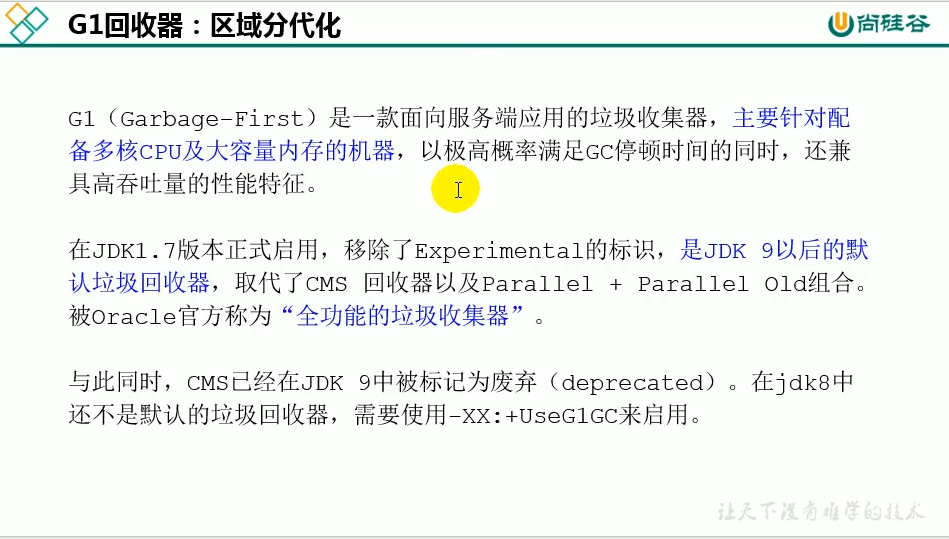 G1回收器：区域分代化
尚硅谷
G1（Garbage-First）是一款面向服务端应用的垃圾收集器，主要针对配
备多核CPU及大容量内存的机器，以极高概率满足GC停顿时间的同时，还兼
具高吞吐量的性能特征。
在JDK1.7版本正式启用，移除了Experimental的标识，是JDK 9以后的默
认垃圾回收器，取代了CMS 回收器以及Parallel + Parallel Old组合。
被Oracle官方称为“全功能的垃圾收集器”。
与此同时，CMS已经在JDK 9中被标记为废弃（deprecated）。在jdk8中
还不是默认的垃圾回收器，需要使用-XX:+UseG1GC来启用。
让天下没有难学的技术